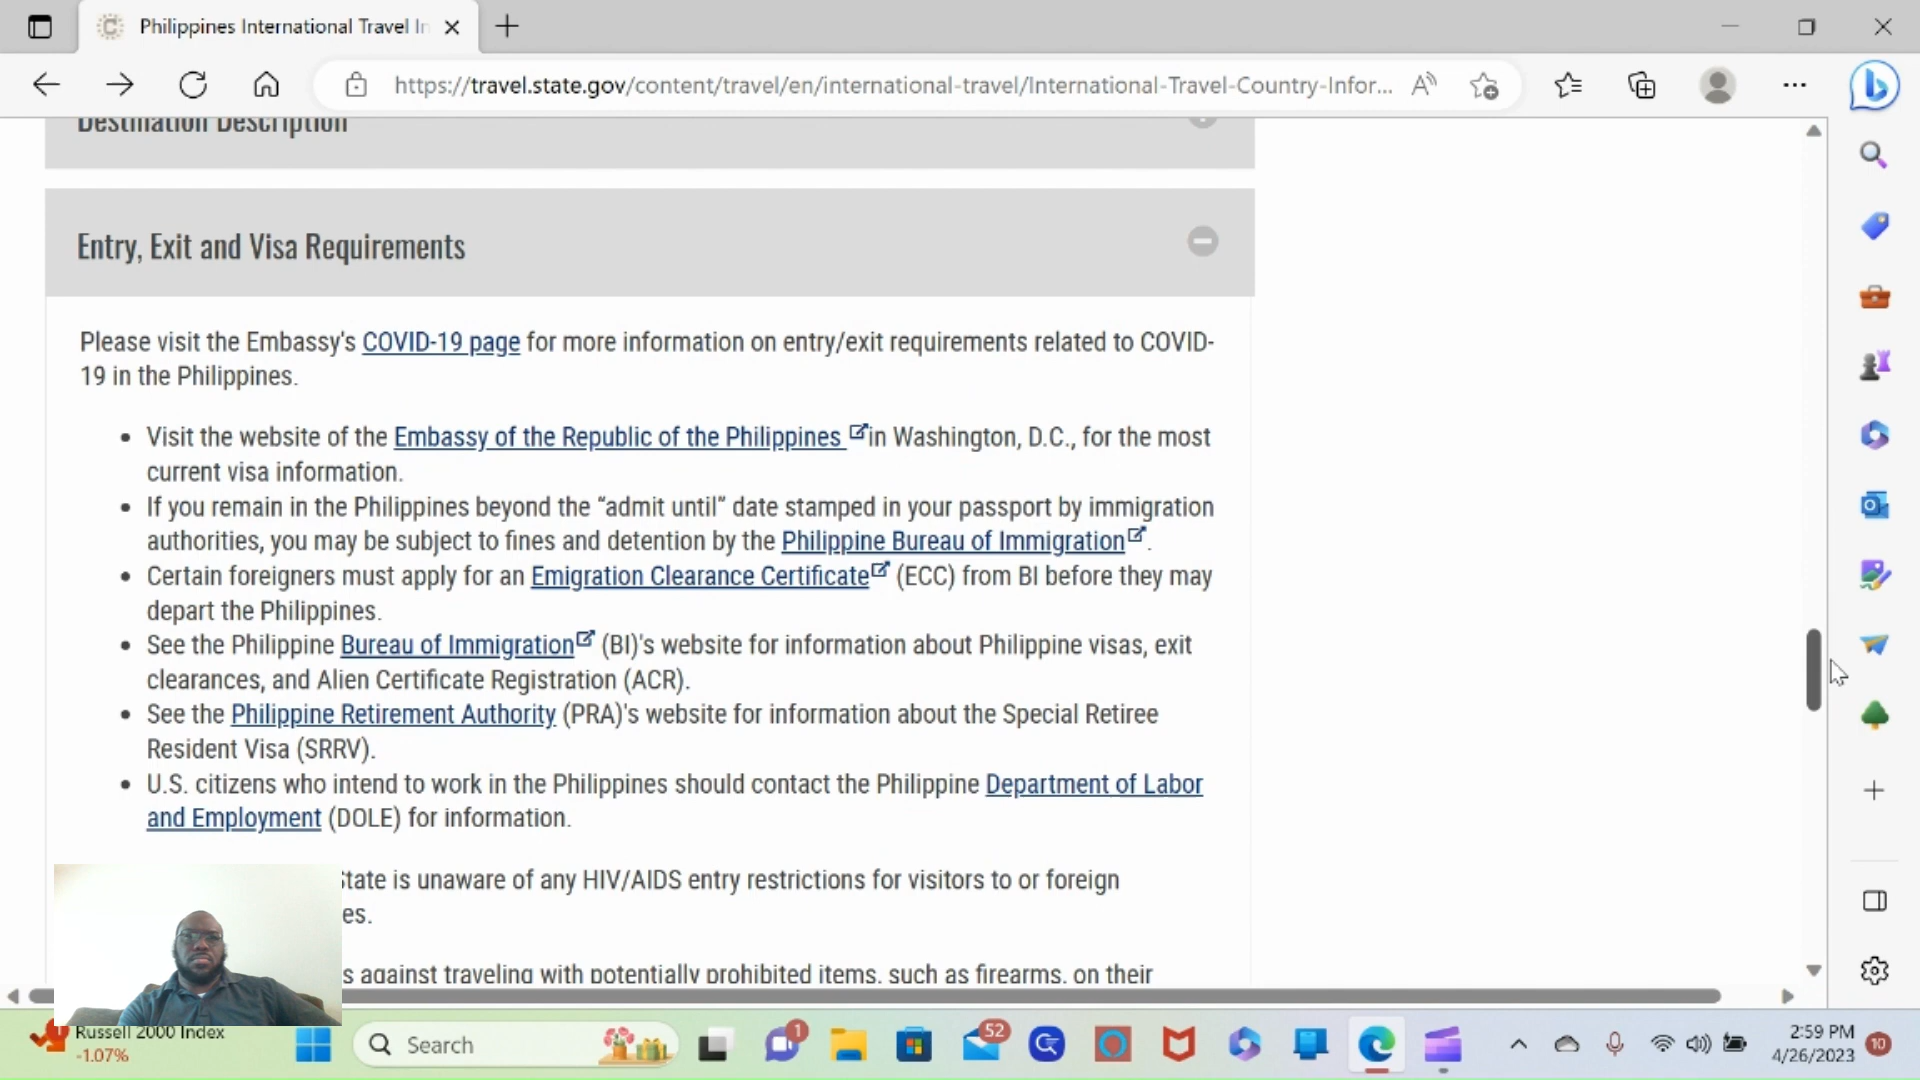 Philippines International Travel In
https://travel.state.gov/content/travel/en/international-travel/International-Travel-Country-Infor...
Destination Description
Entry, Exit and Visa Requirements
Please visit the Embassy's COVID-19 page for more information on entry/exit requirements related to COVID-
19 in the Philippines.
• Visit the website of the Embassy of the Republic of the Philippines in Washington, D.C., for the most
current visa information.
• If you remain in the Philippines beyond the “admit until” date stamped in your passport by immigration
authorities, you may be subject to fines and detention by the Philippine Bureau of Immigration.
• Certain foreigners must apply for an Emigration Clearance Certificate (ECC) from BI before they may
depart the Philippines.
• See the Philippine Bureau of Immigration (BI)'s website for information about Philippine visas, exit
clearances, and Alien Certificate Registration (ACR).
• See the Philippine Retirement Authority (PRA)'s website for information about the Special Retiree
Resident Visa (SRRV).
• U.S. citizens who intend to work in the Philippines should contact the Philippine Department of Labor
and Employment (DOLE) for information.
State is unaware of any HIV/AIDS entry restrictions for visitors to or foreign
es.
s against traveling with potentially prohibited items, such as firearms, on their
Russell 2000 Index
-1.07%
Search
1
52
2:59 PM
4/26/2023
10